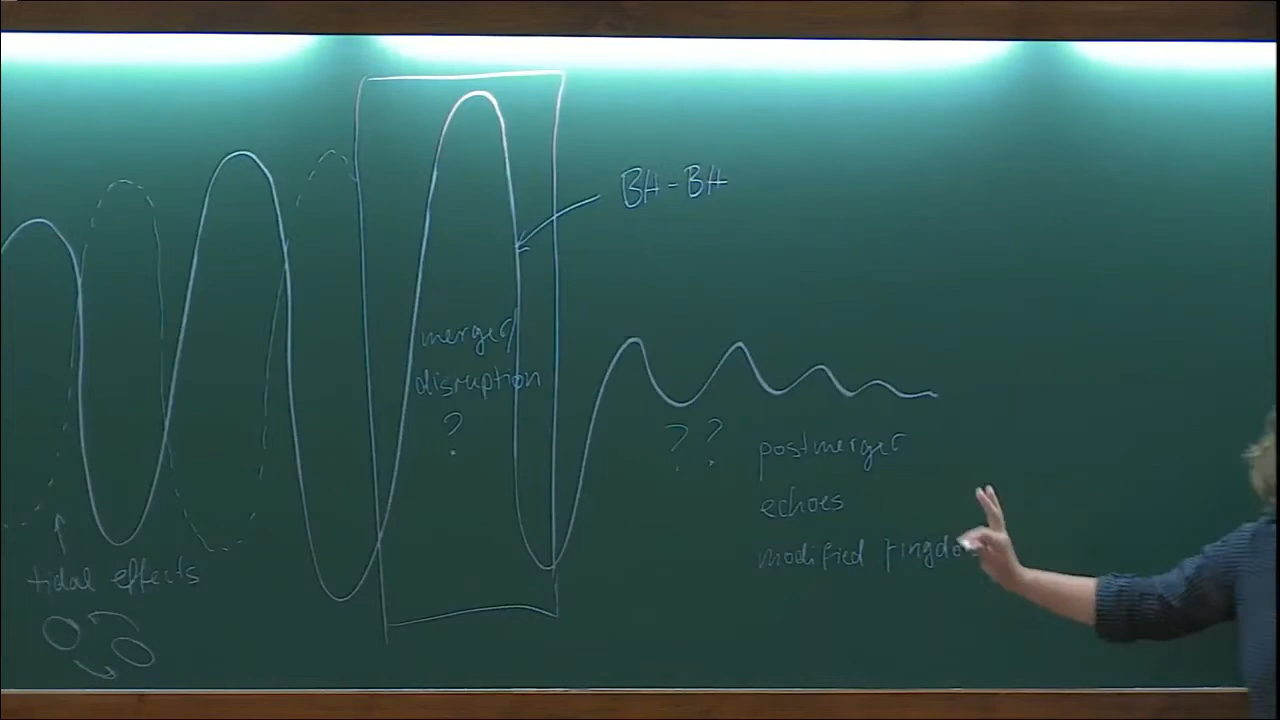 BH - BH
merger/
disruption
?
? ?
postmerger
echoes
modified
tidal effects